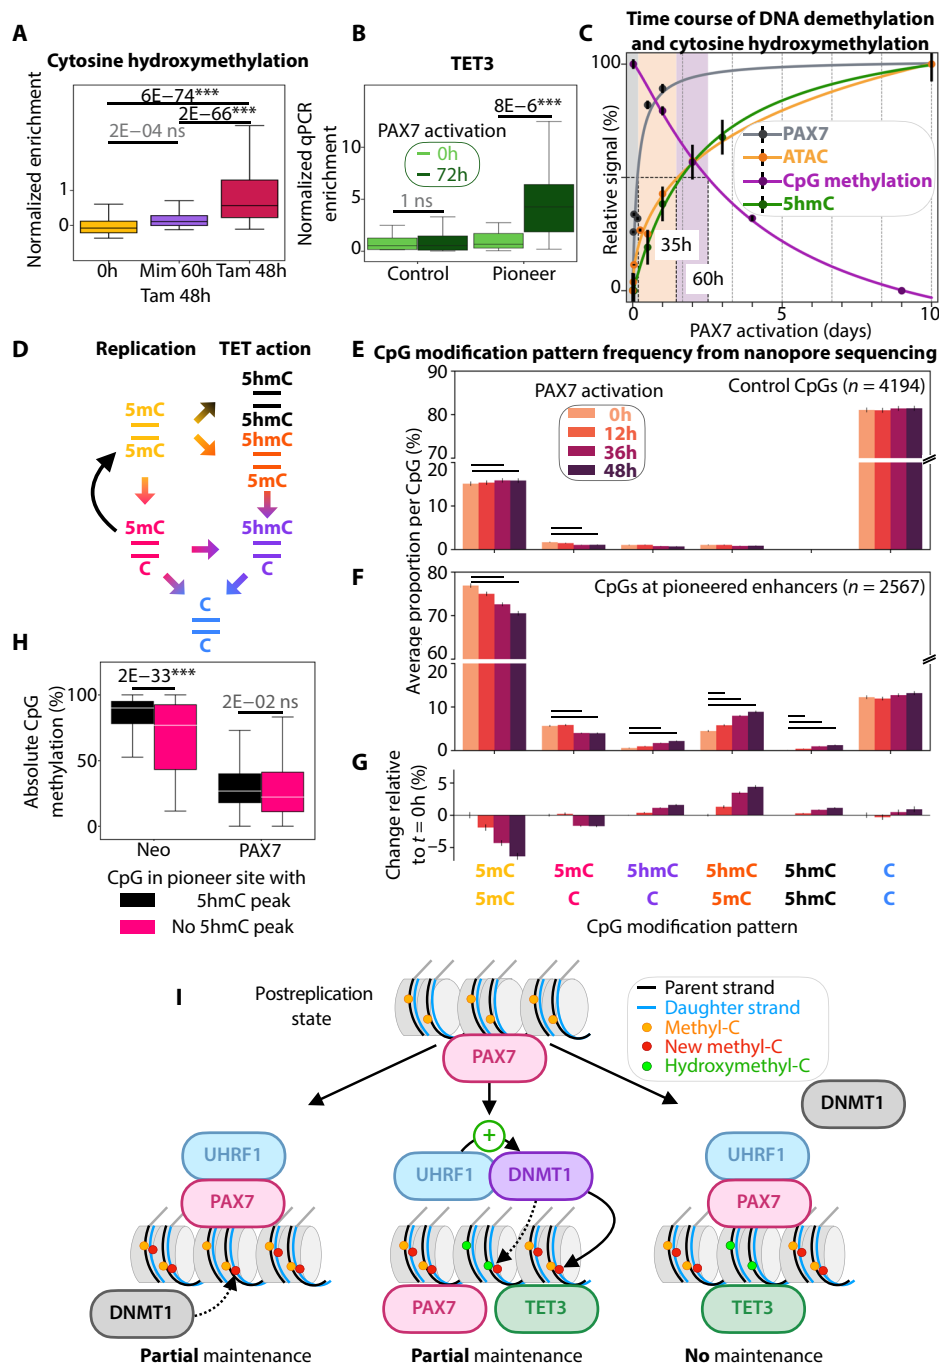 A
Cytosine hydroxymethylation
6E−74***
2E−66***
2E−04 ns
Normalized enrichment
1
0
0h
Mim 60h
Tam 48h
Tam 48h
B
TET3
8E−6***
PAX7 activation
0h
72h
1 ns
Normalized qPCR
enrichment
10
5
0
Control
Pioneer
C
Time course of DNA demethylation
and cytosine hydroxymethylation
100
0
Relative signal (%)
PAX7
ATAC
CpG methylation
5hmC
35h
60h
0
2
4
6
8
10
PAX7 activation (days)
D
Replication
TET action
5mC
5mC
5hmC
5hmC
5hmC
5mC
5mC
C
5hmC
C
C
C
E
CpG modification pattern frequency from nanopore sequencing
PAX7 activation
0h
12h
36h
48h
Control CpGs (n = 4194)
90
80
70
20
10
0
Average proportion per CpG (%)
F
CpGs at pioneered enhancers (n = 2567)
80
70
60
20
10
0
G
Change relative
to t = 0h (%)
5
0
−5
5mC
5mC
5mC
C
5hmC
C
5hmC
5mC
5hmC
5hmC
C
C
CpG modification pattern
H
2E−33***
2E−02 ns
Absolute CpG
methylation (%)
100
50
0
Neo
PAX7
CpG in pioneer site with
5hmC peak
No 5hmC peak
I
Postreplication
state
PAX7
Parent strand
Daughter strand
Methyl-C
New methyl-C
Hydroxymethyl-C
DNMT1
UHRF1
PAX7
DNMT1
Partial maintenance
+
UHRF1
DNMT1
PAX7
TET3
Partial maintenance
UHRF1
PAX7
TET3
No maintenance